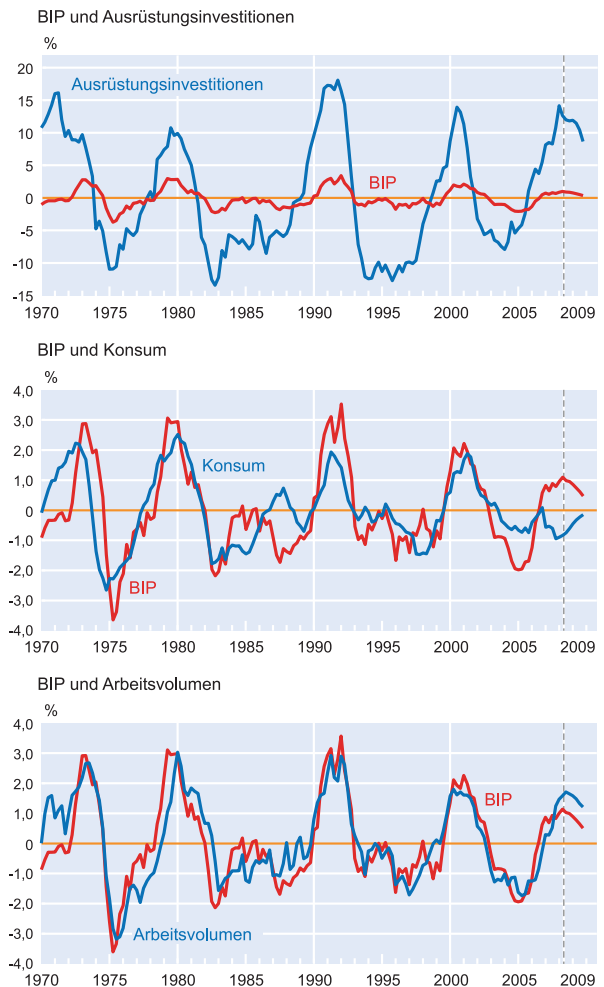 BIP und Ausrüstungsinvestitionen
%
20
Ausrüstungsinvestitionen
15
10
5
BIP
0
-5
-10
-15
1970 1975 1980 1985 1990 1995 2000 2005 2009
BIP und Konsum
%
4,0
3,0
2,0
Konsum
1,0
0
-1,0
-2,0
BIP
-3,0
-4,0
1970 1975 1980 1985 1990 1995 2000 2005 2009
BIP und Arbeitsvolumen
%
4,0
3,0
2,0
BIP
1,0
0
-1,0
-2,0
-3,0
Arbeitsvolumen
-4,0
1970 1975 1980 1985 1990 1995 2000 2005 2009